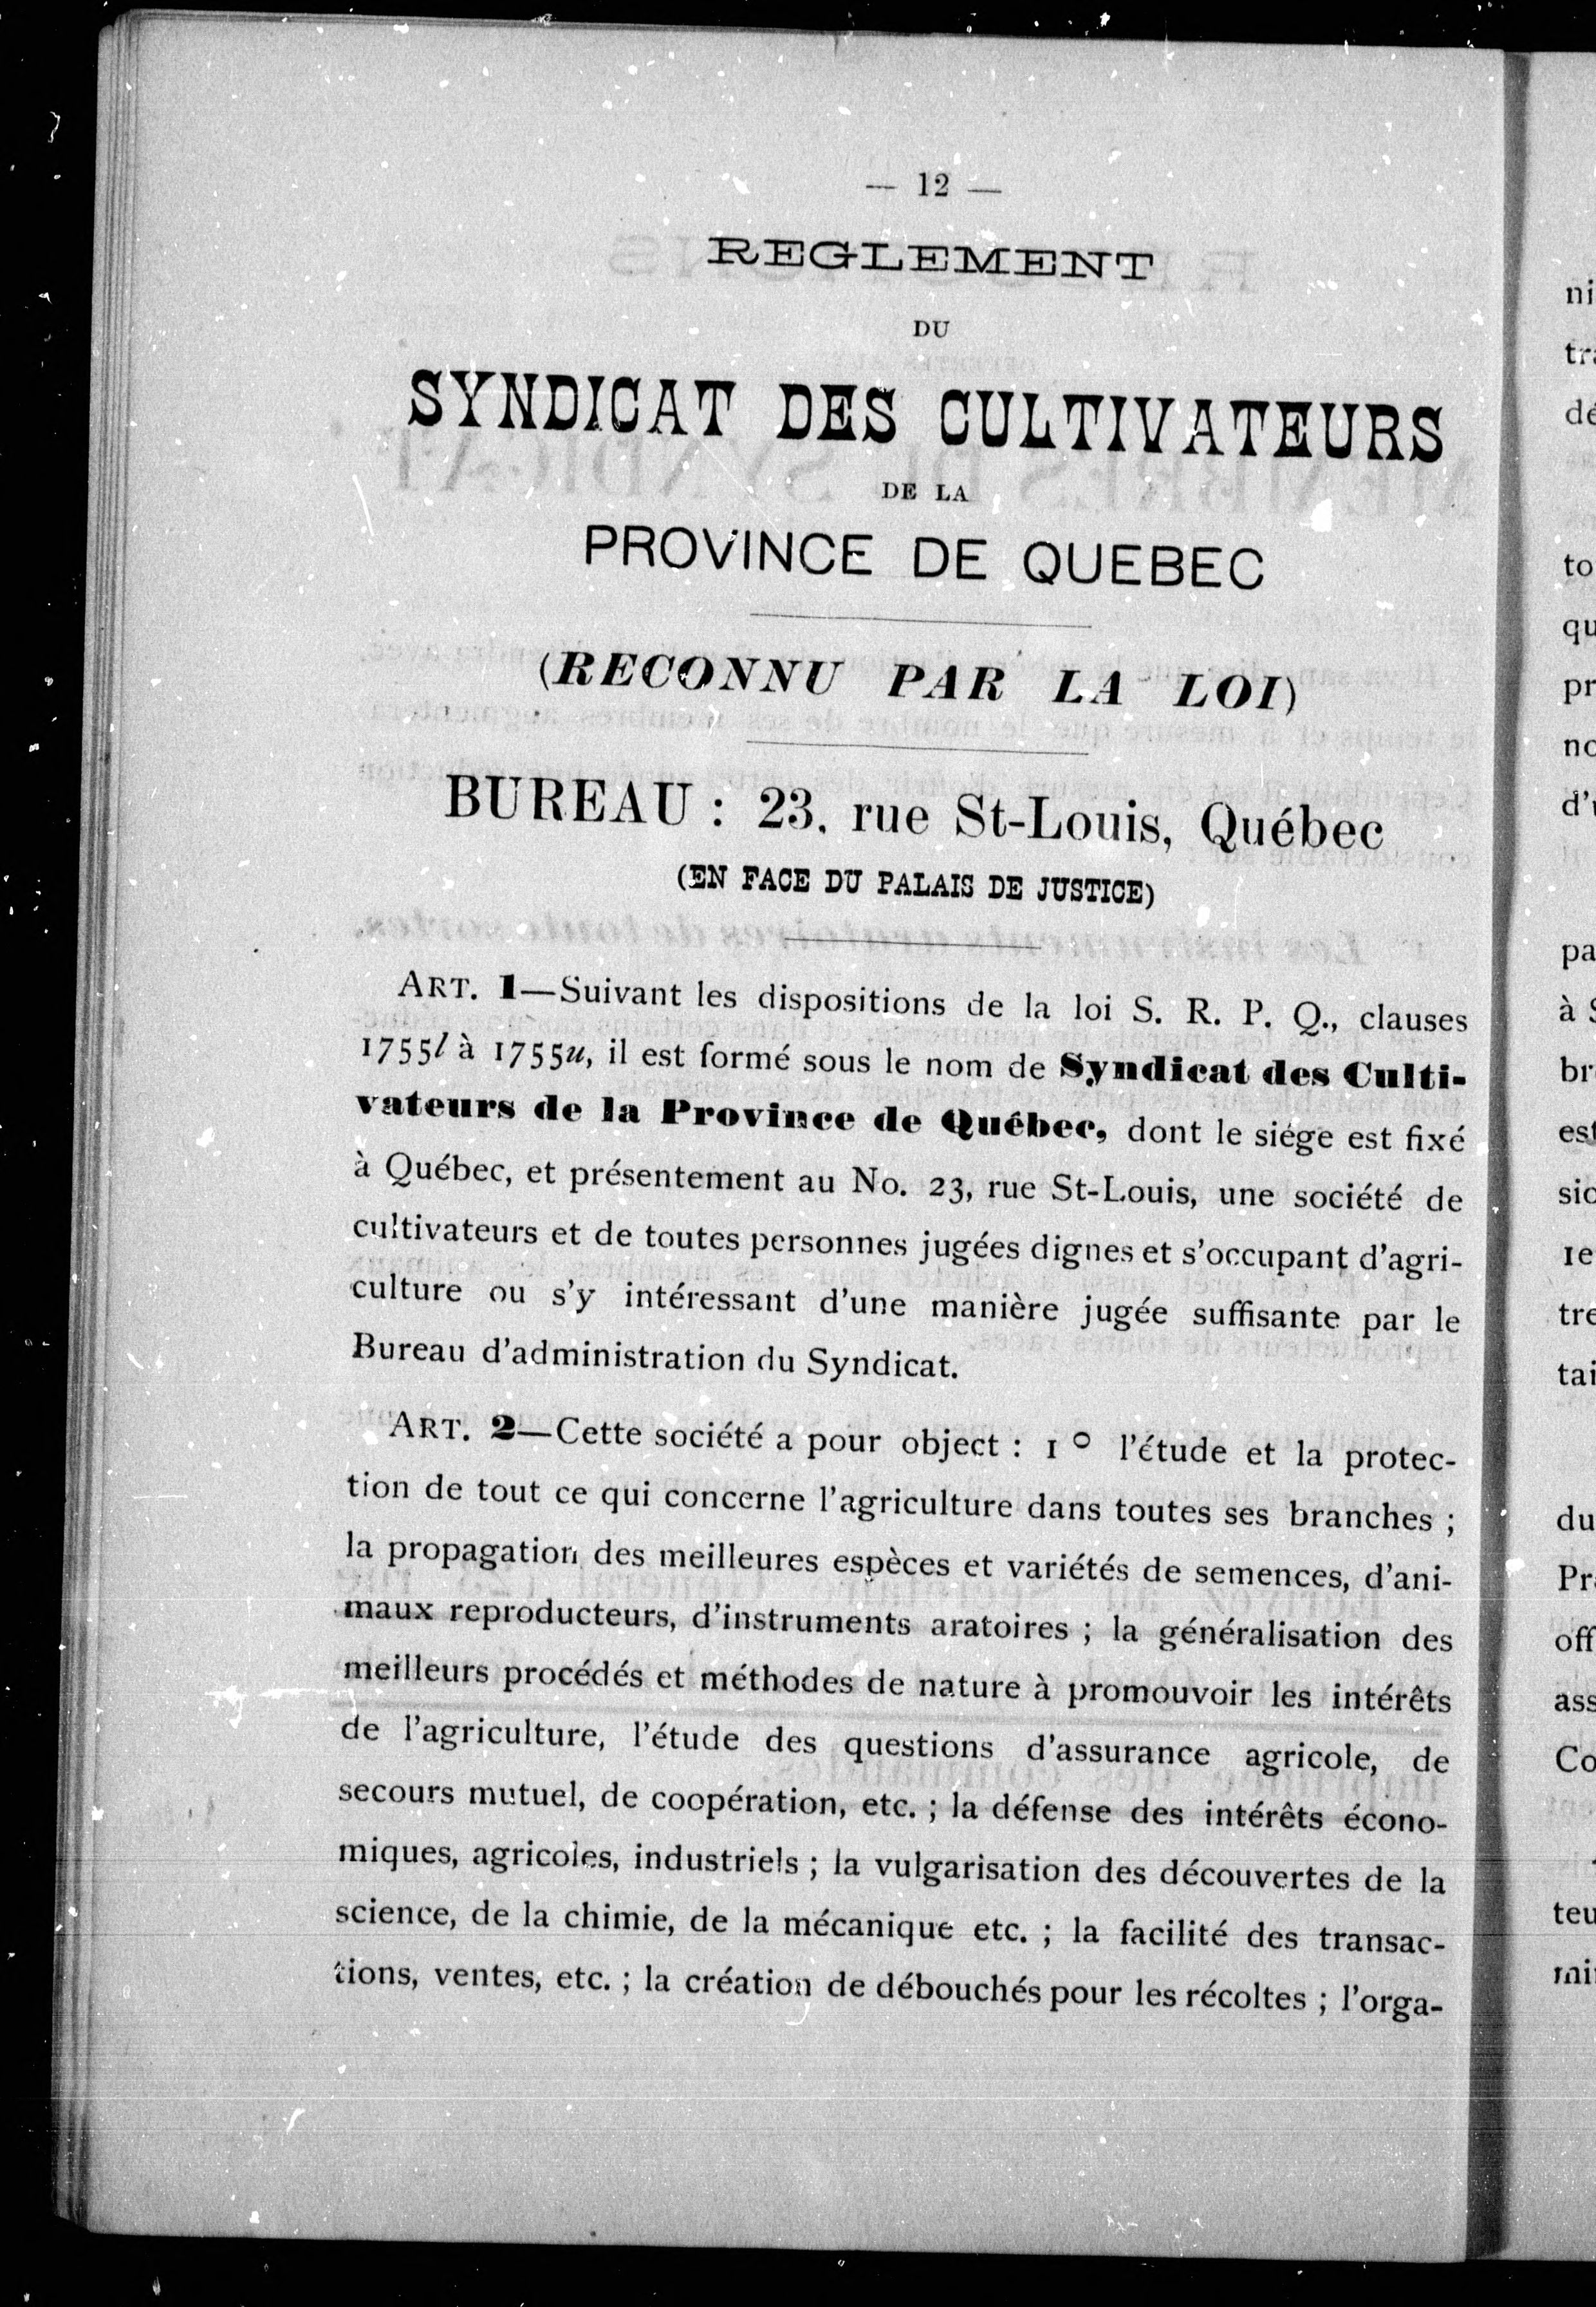 — 12 —
REGLEMENT
DU
SYNDICAT DES CULTIVATEURS
DE LA
PROVINCE DE QUEBEC
(RECONNU PAR LA LOI)
BUREAU : 23, rue St-Louis, Québec
(EN FACE DU PALAIS DE JUSTICE)
ART. 1—Suivant les dispositions de la loi S. R. P. Q., clauses
1755l à 1755u, il est formé sous le nom de Syndicat des Culti-
vateurs de la Province de Québec, dont le siége est fixé
à Québec, et présentement au No. 23, rue St-Louis, une société de
cultivateurs et de toutes personnes jugées dignes et s'occupant d'agri-
culture ou s'y intéressant d'une manière jugée suffisante par le
Bureau d'administration du Syndicat.
ART. 2—Cette société a pour object : 1° l'étude et la protec-
tion de tout ce qui concerne l'agriculture dans toutes ses branches ;
la propagation des meilleures espèces et variétés de semences, d'ani-
maux reproducteurs, d'instruments aratoires ; la généralisation des
meilleurs procédés et méthodes de nature à promouvoir les intérêts
de l'agriculture, l'étude des questions d'assurance agricole, de
secours mutuel, de coopération, etc. ; la défense des intérêts écono-
miques, agricoles, industriels ; la vulgarisation des découvertes de la
science, de la chimie, de la mécanique etc. ; la facilité des transac-
tions, ventes, etc. ; la création de débouchés pour les récoltes ; l'orga-